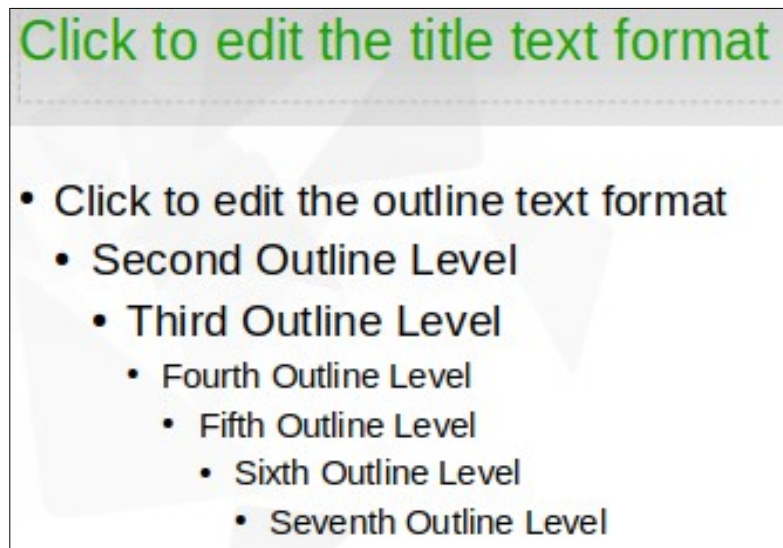 Click to edit the title text format
• Click to edit the outline text format
• Second Outline Level
• Third Outline Level
• Fourth Outline Level
• Fifth Outline Level
• Sixth Outline Level
• Seventh Outline Level